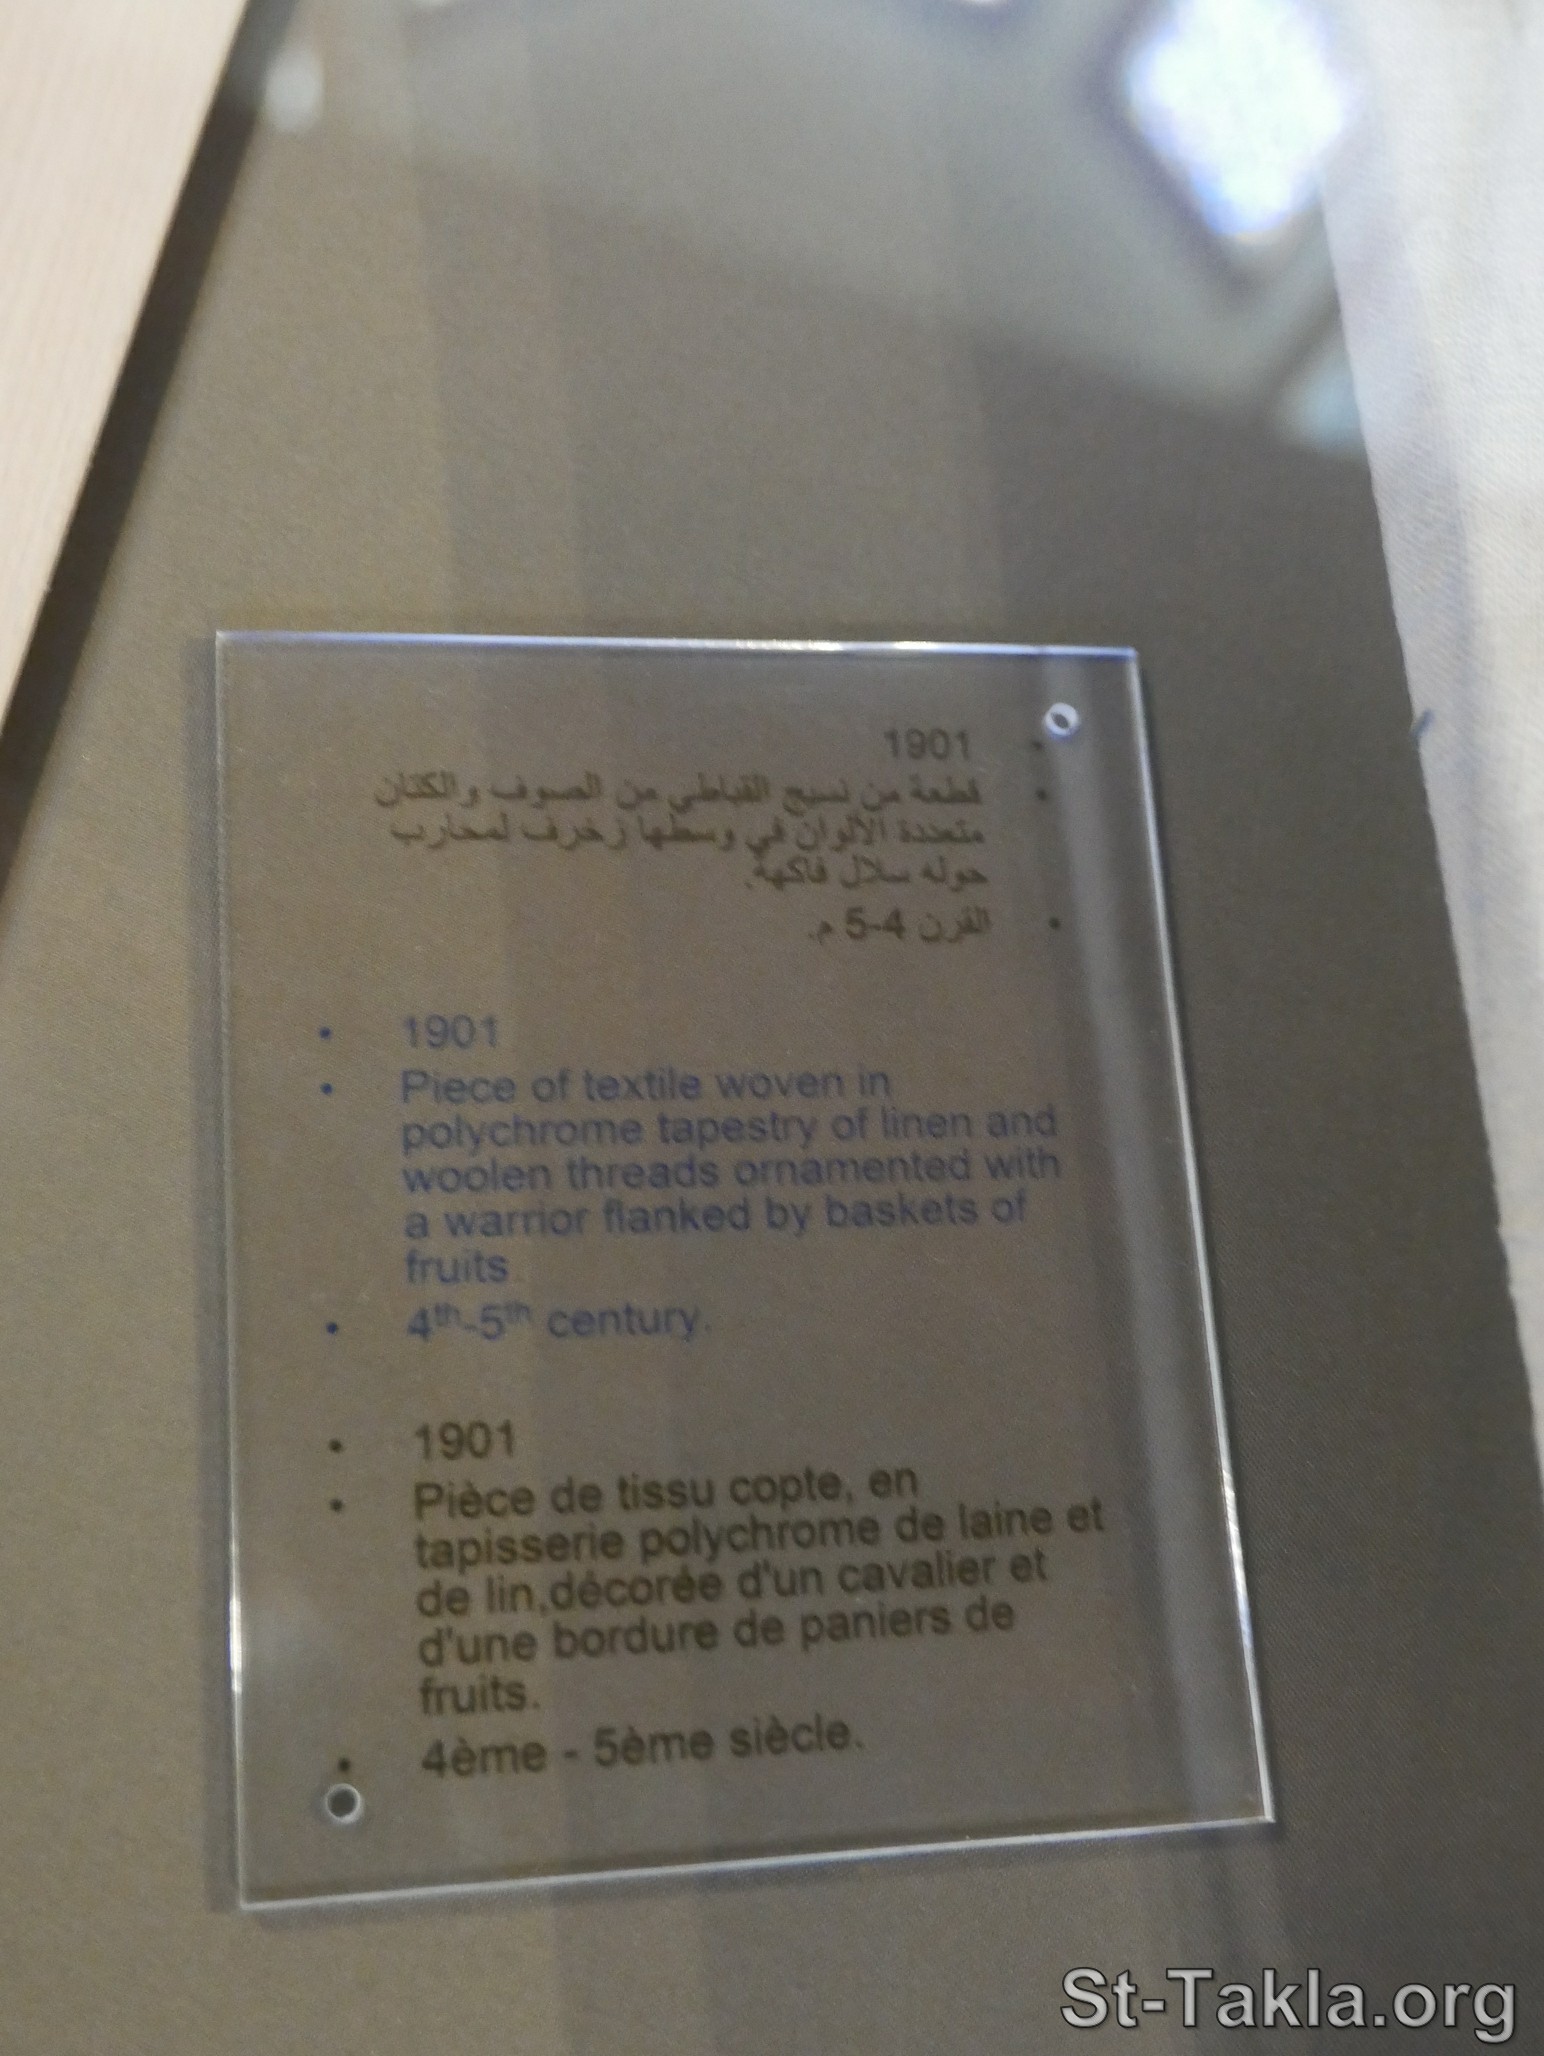 • 1901
• قطعة من نسيج القباطي من الصوف والكتان
متعددة الألوان في وسطها زخرف لمحارب
حوله سلال فاكهة.
• القرن 4-5 م.
• 1901
• Piece of textile woven in
polychrome tapestry of linen and
woolen threads ornamented with
a warrior flanked by baskets of
fruits
• 4th-5th century.
• 1901
• Pièce de tissu copte, en
tapisserie polychrome de laine et
de lin,décorée d'un cavalier et
d'une bordure de paniers de
fruits.
• 4ème - 5ème siècle.
St-Takla.org